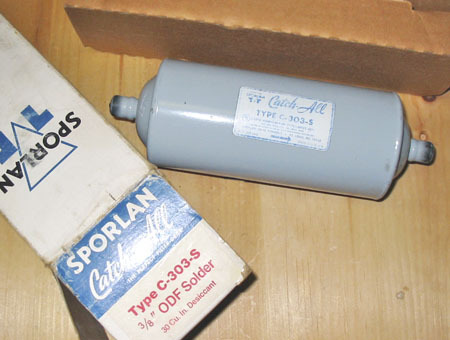 SPORLAN
SPORLAN
Catch-All
Type C-303-S
3/8" ODF Solder
30 Cu. In. Desiccant
Catch-All
TYPE C-303-S